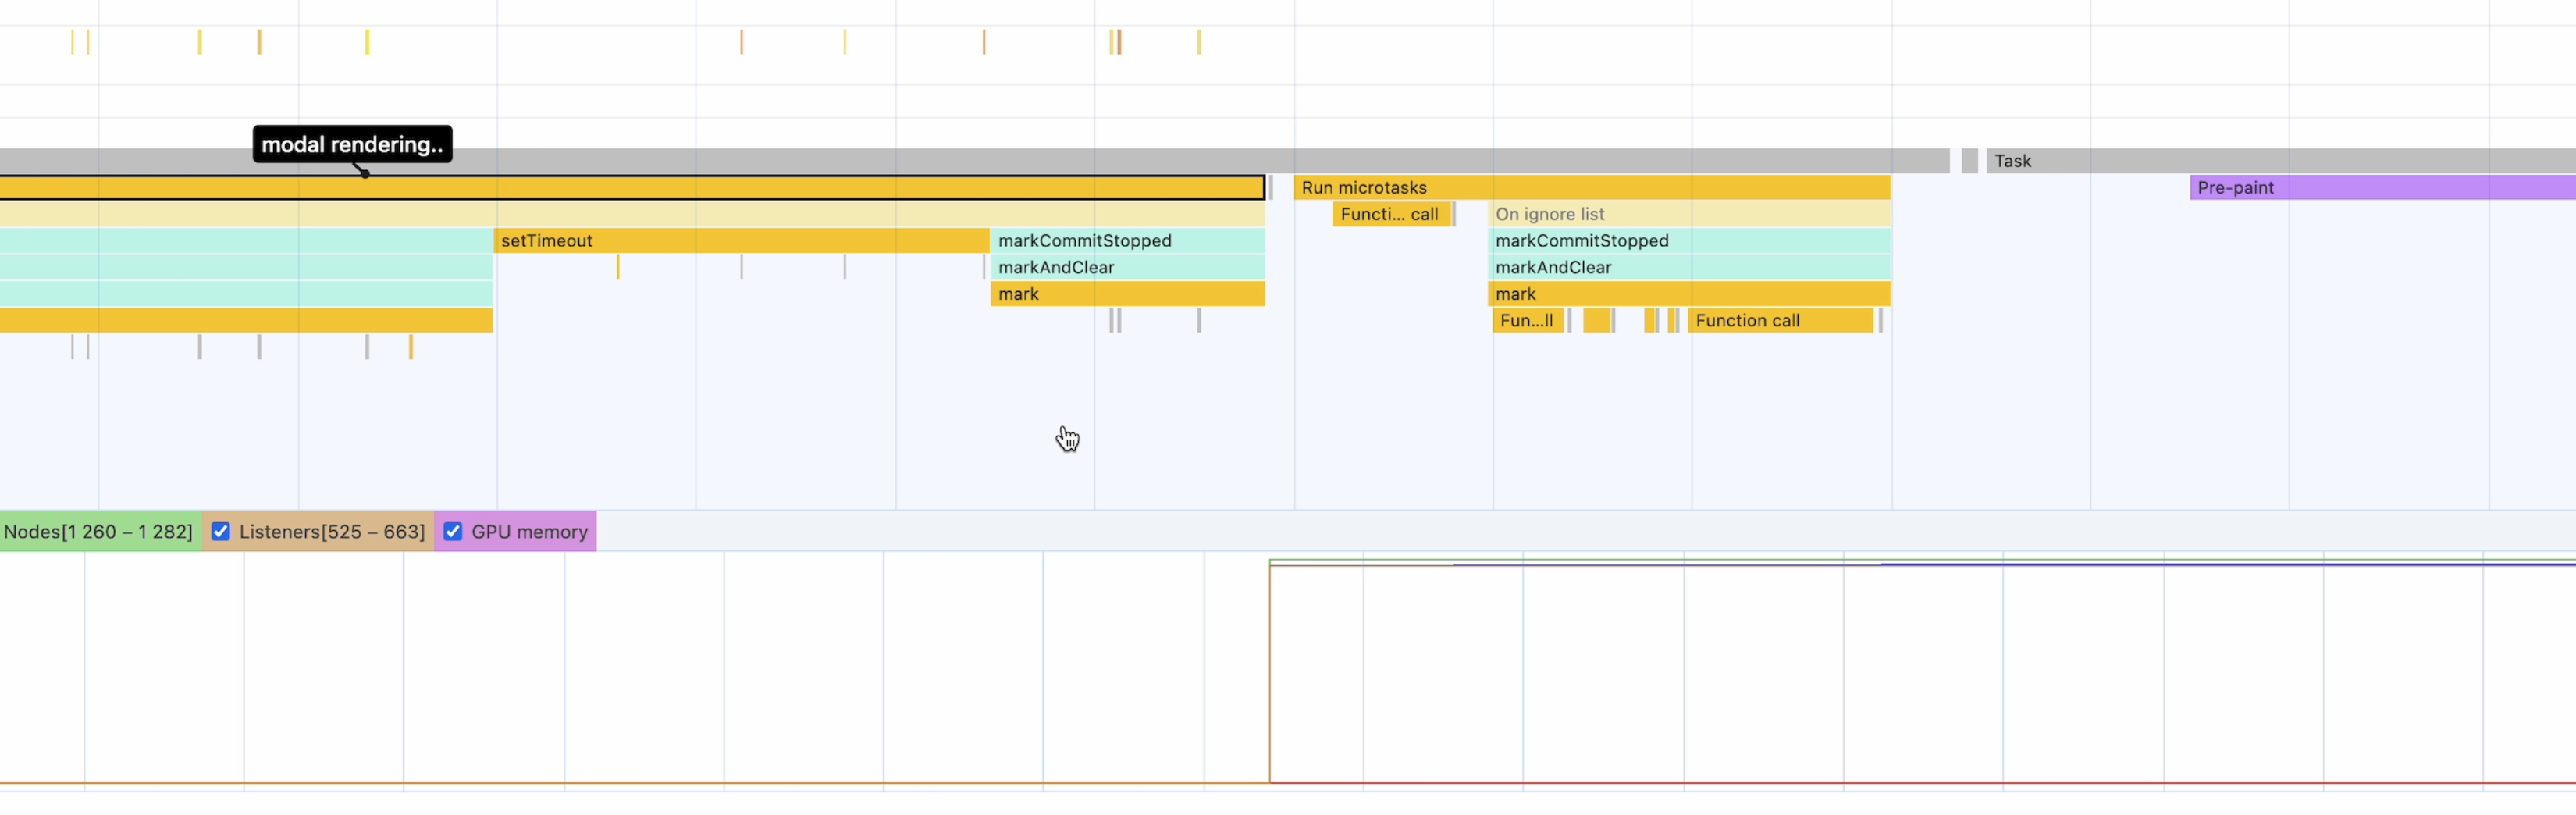 modal rendering..
Task
Run microtasks
Pre-paint
Functi... call
On ignore list
setTimeout
markCommitStopped
markCommitStopped
markAndClear
markAndClear
mark
mark
Fun...ll
Function call
Nodes[1 260 – 1 282]
Listeners[525 – 663]
GPU memory